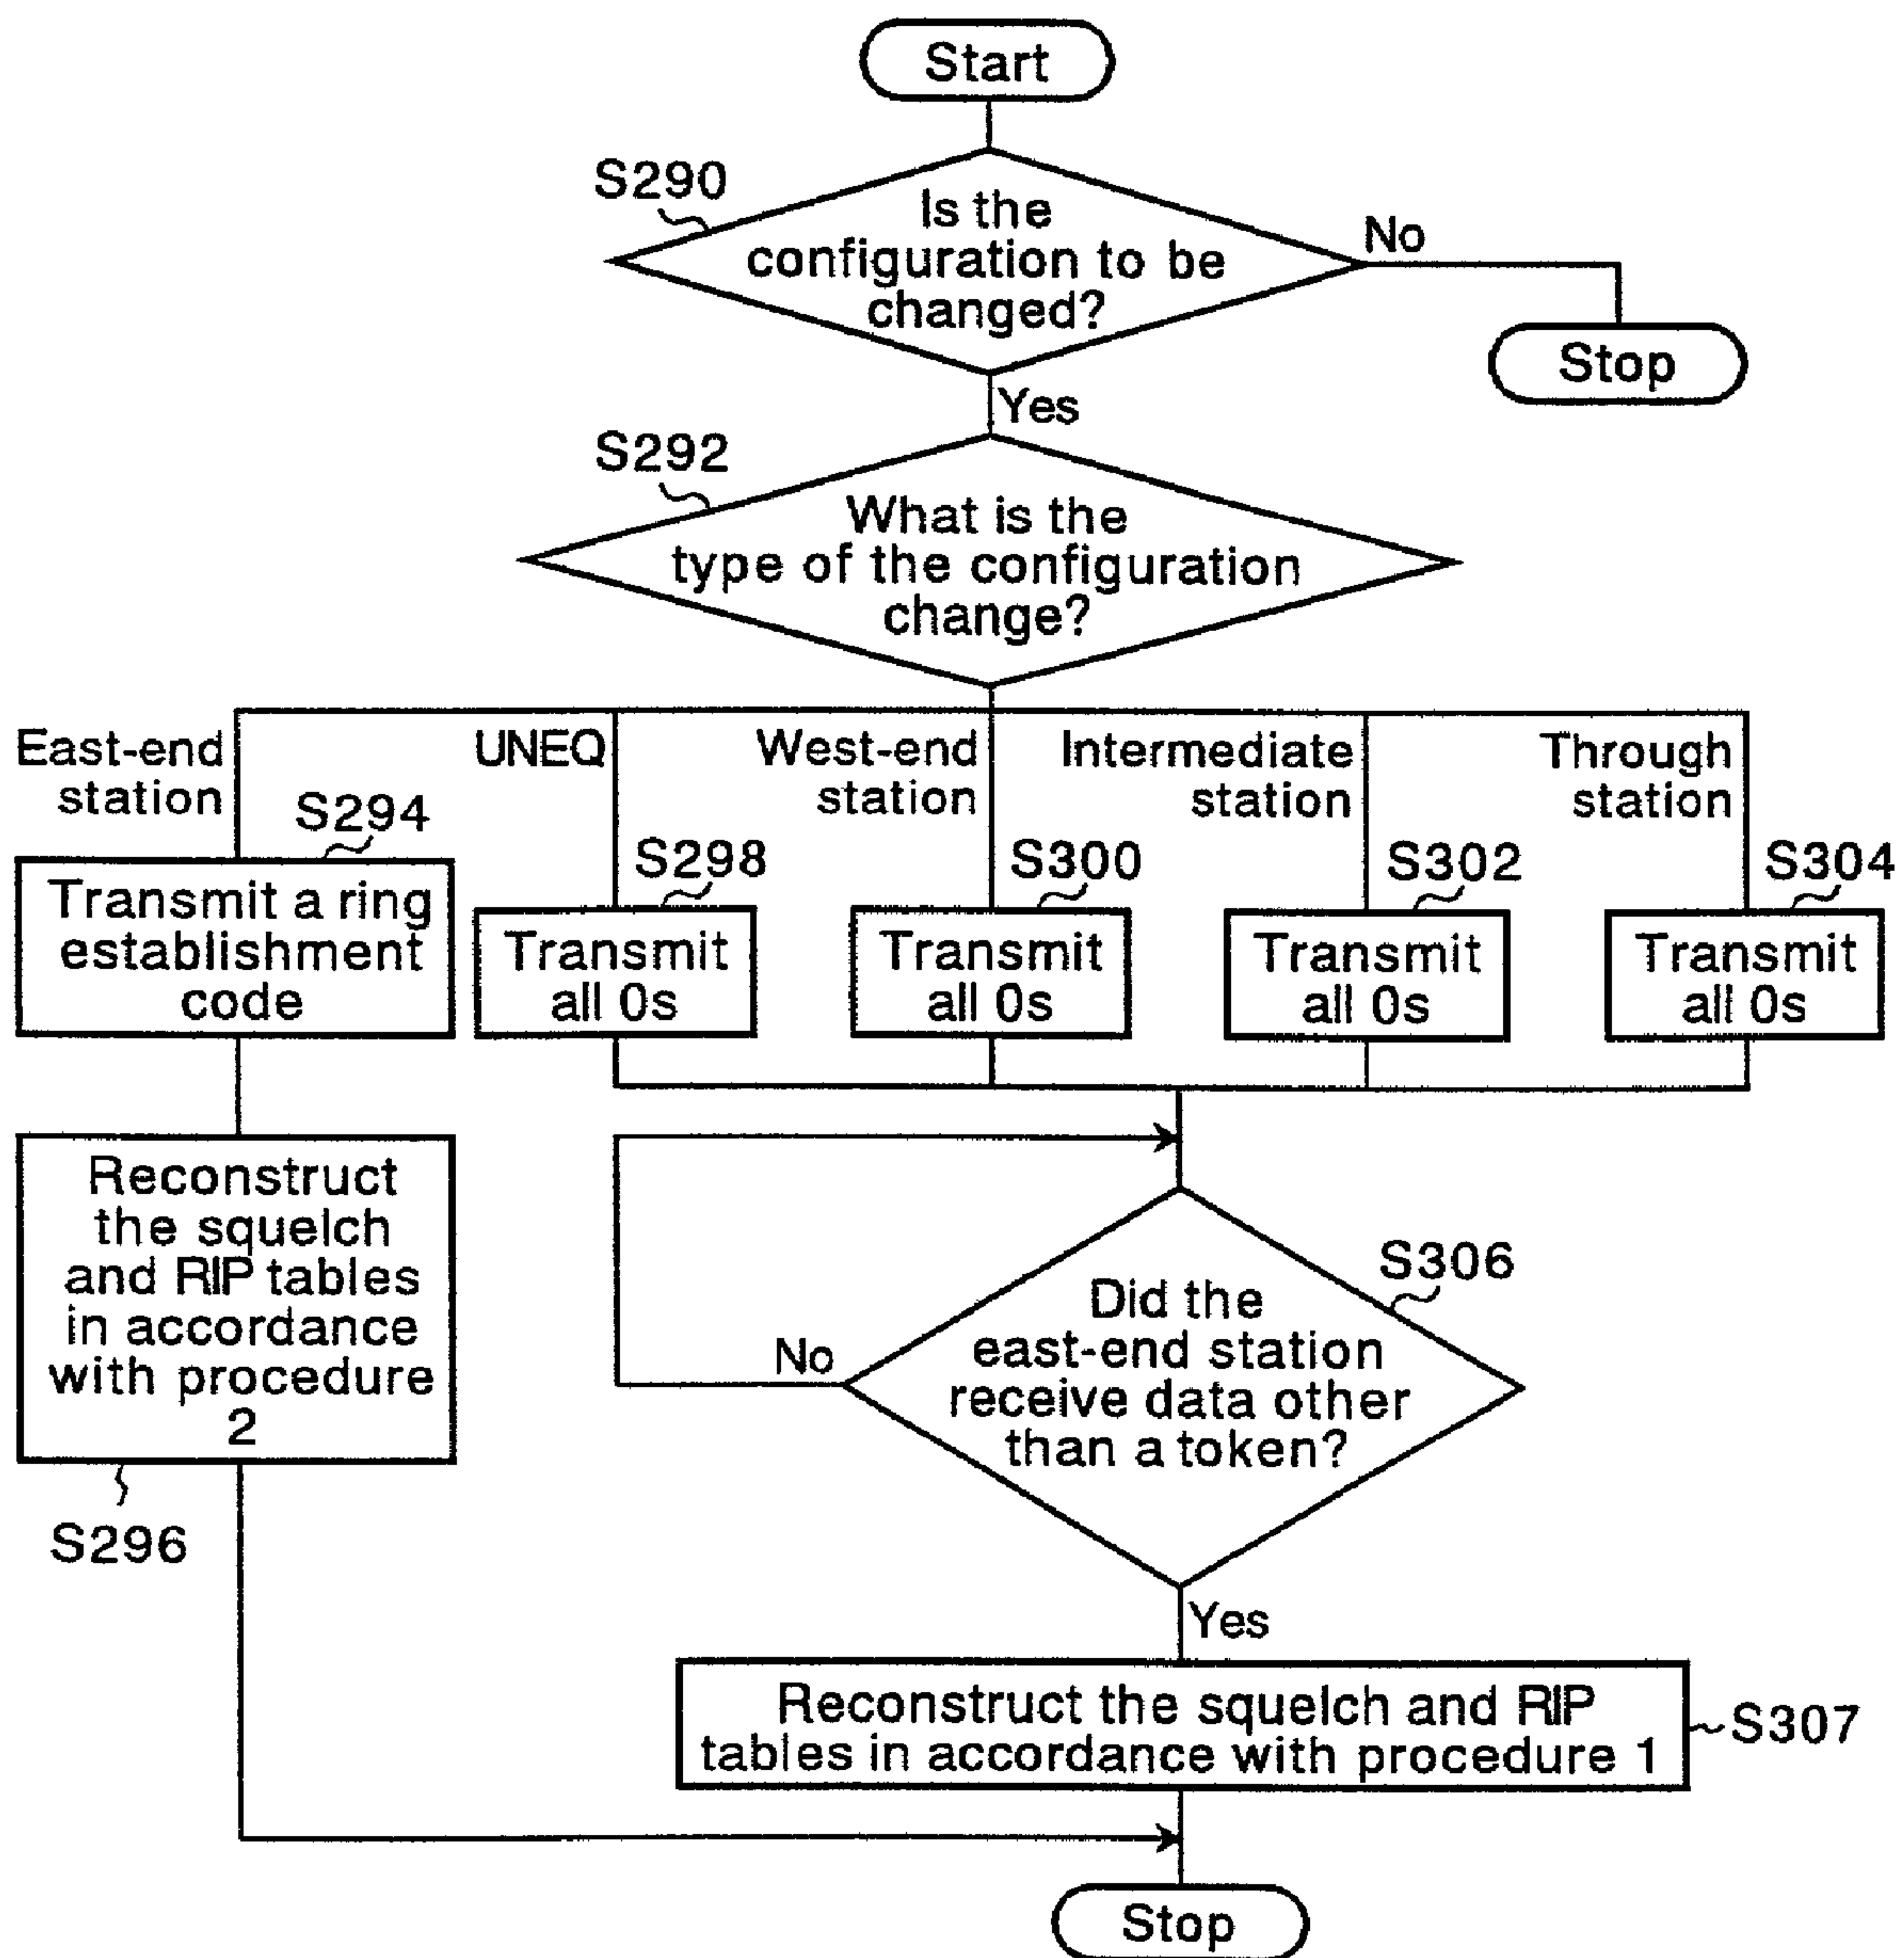 Start
S290
Is the
configuration to be
changed?
No
Stop
Yes
S292
What is the
type of the configuration
change?
East-end
station
UNEQ
West-end
station
Intermediate
station
Through
station
S294
S298
S300
S302
S304
Transmit a ring
establishment
code
Transmit
all 0s
Transmit
all 0s
Transmit
all 0s
Transmit
all 0s
Reconstruct
the squelch
and RIP tables
in accordance
with procedure
2
S296
S306
Did the
east-end station
receive data other
than a token?
No
Yes
Reconstruct the squelch and RIP
tables in accordance with procedure 1
S307
Stop